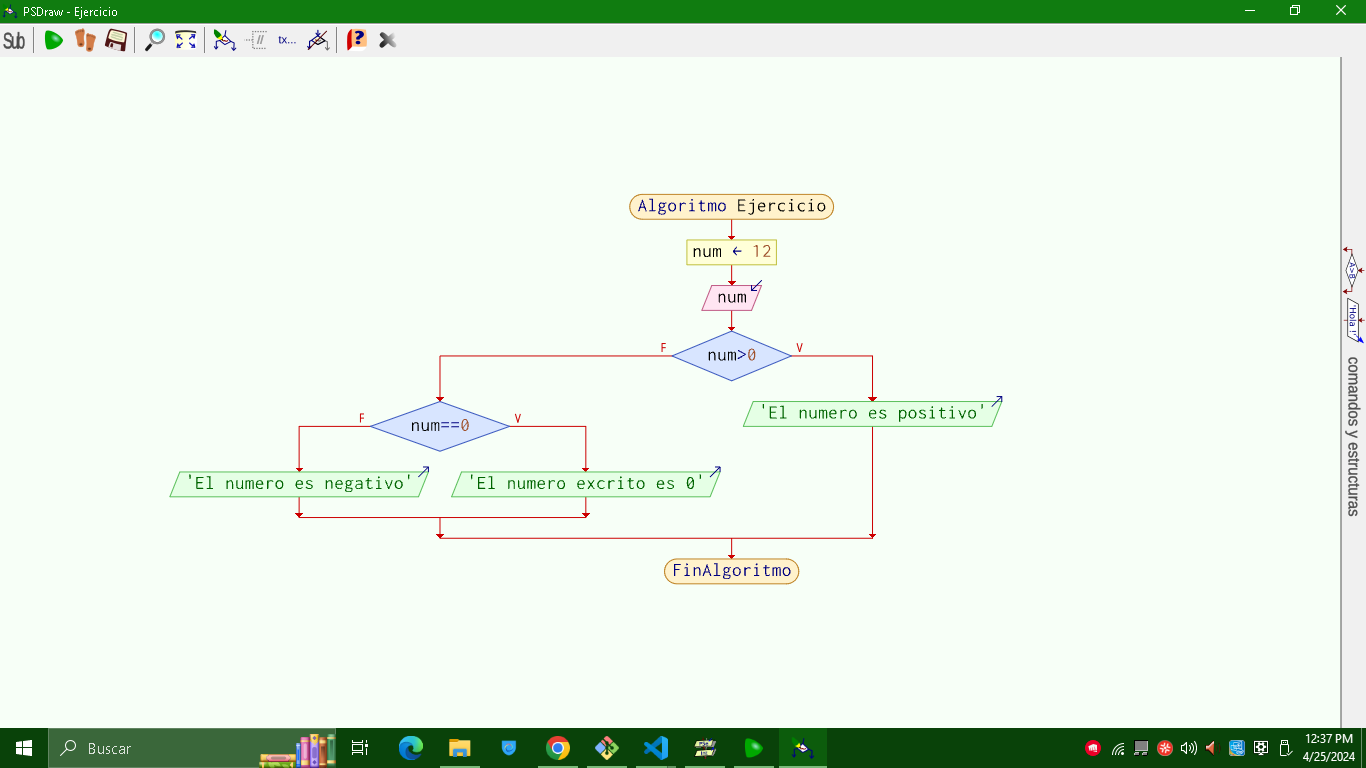 PSDraw - Ejercicio
Sub
tx...
Algoritmo Ejercicio
num ← 12
num
F
num>0
V
'El numero es positivo'
F
num==0
V
'El numero es negativo'
'El numero excrito es 0'
FinAlgoritmo
A>B
'Hola !'
comandos y estructuras
Buscar
12:37 PM
4/25/2024